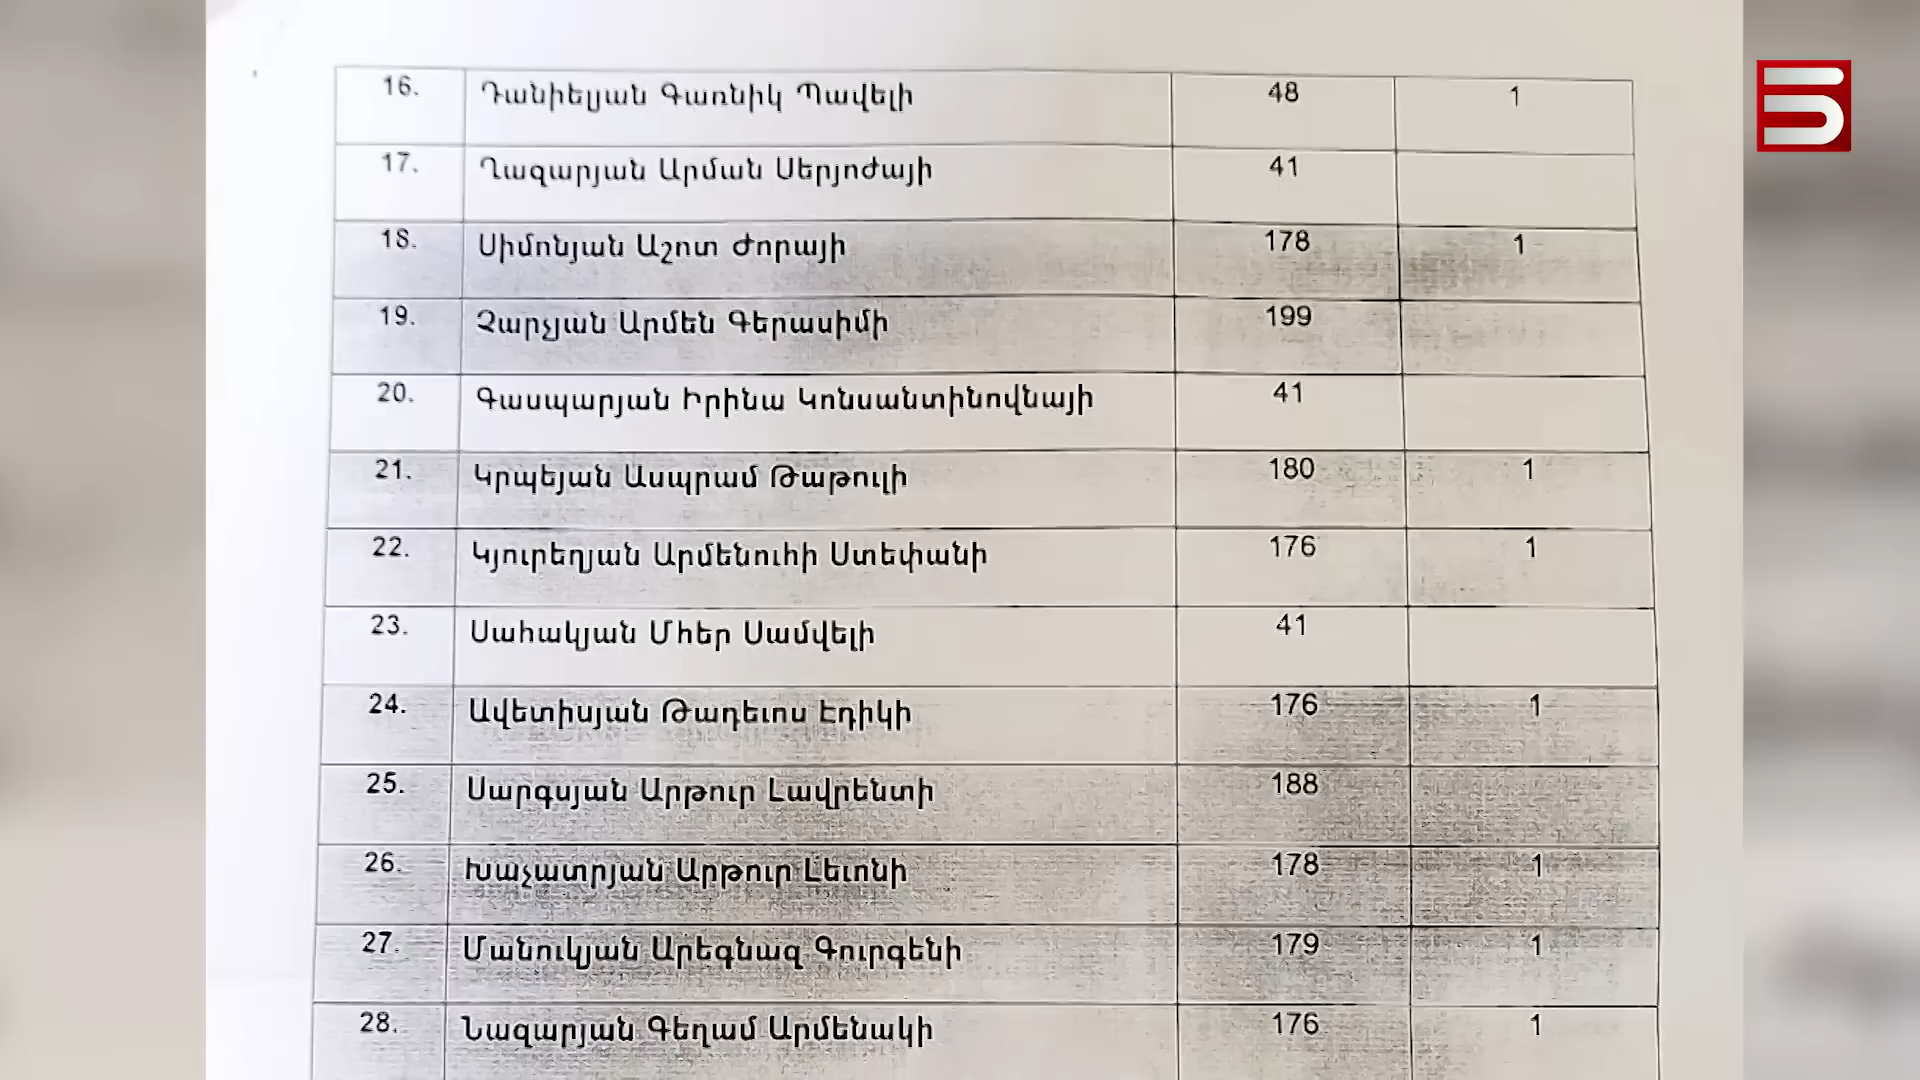 16. Դանիելյան Գառնիկ Պավելի 48 1
17. Ղազարյան Արման Սերյոժայի 41
18. Սիմոնյան Աշոտ Ժորայի 178 1
19. Չարչյան Արմեն Գերասիմի 199
20. Գասպարյան Իրինա Կոնսանտինովնայի 41
21. Կրպեյան Ասպրամ Թաթուլի 180 1
22. Կյուրեղյան Արմենուհի Ստեփանի 176 1
23. Սահակյան Մհեր Սամվելի 41
24. Ավետիսյան Թադեւոս Էդիկի 176 1
25. Սարգսյան Արթուր Լավրենտի 188
26. Խաչատրյան Արթուր Լեւոնի 178 1
27. Մանուկյան Արեգնազ Գուրգենի 179 1
28. Նազարյան Գեղամ Արմենակի 176 1
5